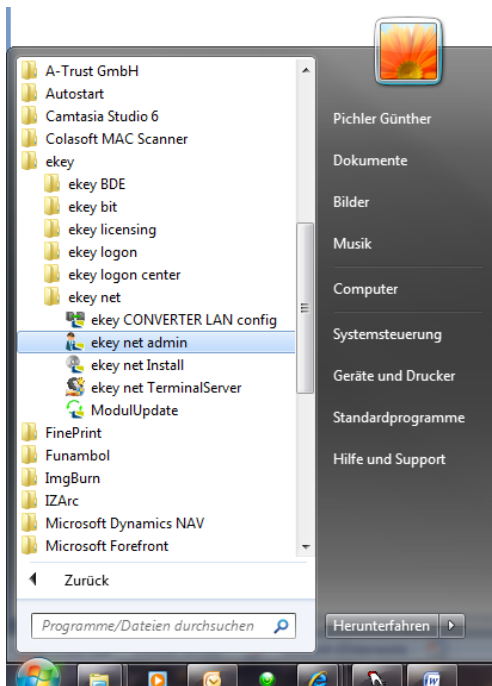 A-Trust GmbH
Autostart
Camtasia Studio 6
Colasoft MAC Scanner
ekey
ekey BDE
ekey bit
ekey licensing
ekey logon
ekey logon center
ekey net
ekey CONVERTER LAN config
ekey net admin
ekey net Install
ekey net TerminalServer
ModulUpdate
FinePrint
Funambol
ImgBurn
IZArc
Microsoft Dynamics NAV
Microsoft Forefront
Zurück
Programme/Dateien durchsuchen
Pichler Günther
Dokumente
Bilder
Musik
Computer
Systemsteuerung
Geräte und Drucker
Standardprogramme
Hilfe und Support
Herunterfahren